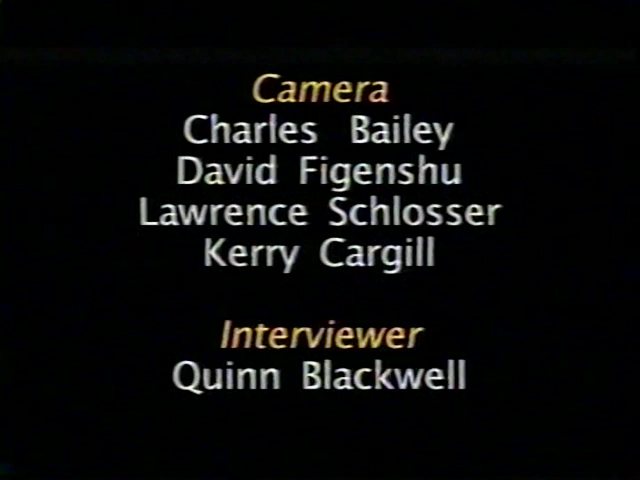 Camera
Charles Bailey
David Figenshu
Lawrence Schlosser
Kerry Cargill
Interviewer
Quinn Blackwell